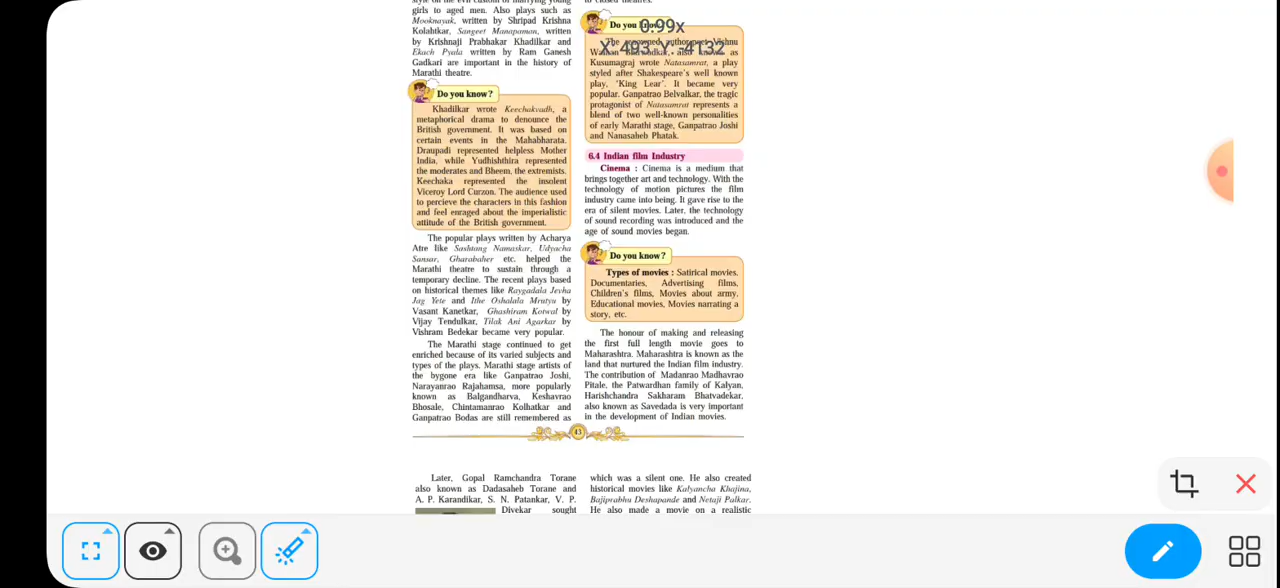 girls to aged men. Also plays such as
Mooknayak, written by Shripad Krishna
Kolahtkar, Sangeet Manapaman, written
by Krishnaji Prabhakar Khadilkar and
Ekach Pyala written by Ram Ganesh
Gadkari are important in the history of
Marathi theatre.
Do you know?
Khadilkar wrote Keechakvadh, a
metaphorical drama to denounce the
British government. It was based on
certain events in the Mahabharata.
Draupadi represented helpless Mother
India, while Yudhishthira represented
the moderates and Bheem, the extremists.
Keechaka represented the insolent
Viceroy Lord Curzon. The audience used
to percieve the characters in this fashion
and feel enraged about the imperialistic
attitude of the British government.
The popular plays written by Acharya
Atre like Sashtang Namaskar, Udyacha
Sansar, Gharabaher etc. helped the
Marathi theatre to sustain through a
temporary decline. The recent plays based
on historical themes like Raygadala Jevha
Jag Yete and Ithe Oshalala Mrutyu by
Vasant Kanetkar, Ghashiram Kotwal by
Vijay Tendulkar, Tilak Ani Agarkar by
Vishram Bedekar became very popular.
The Marathi stage continued to get
enriched because of its varied subjects and
types of the plays. Marathi stage artists of
the bygone era like Ganpatrao Joshi,
Narayanrao Rajahamsa, more popularly
known as Balgandharva, Keshavrao
Bhosale, Chintamanrao Kolhatkar and
Ganpatrao Bodas are still remembered as
Do you know?
0.99x
X: 493 Y: -4132
The renowned author-poet Vishnu
Waman Shirwadkar, also known as
Kusumagraj wrote Natasamrat, a play
styled after Shakespeare's well known
play, 'King Lear'. It became very
popular. Ganpatrao Belvalkar, the tragic
protagonist of Natasamrat represents a
blend of two well-known personalities
of early Marathi stage, Ganpatrao Joshi
and Nanasaheb Phatak.
6.4 Indian film Industry
Cinema : Cinema is a medium that
brings together art and technology. With the
technology of motion pictures the film
industry came into being. It gave rise to the
era of silent movies. Later, the technology
of sound recording was introduced and the
age of sound movies began.
Do you know?
Types of movies : Satirical movies,
Documentaries, Advertising films,
Children's films, Movies about army,
Educational movies, Movies narrating a
story, etc.
The honour of making and releasing
the first full length movie goes to
Maharashtra. Maharashtra is known as the
land that nurtured the Indian film industry.
The contribution of Madanrao Madhavrao
Pitale, the Patwardhan family of Kalyan,
Harishchandra Sakharam Bhatvadekar,
also known as Savedada is very important
in the development of Indian movies.
43
Later, Gopal Ramchandra Torane
also known as Dadasaheb Torane and
A. P. Karandikar, S. N. Patankar, V. P.
Divekar sought
which was a silent one. He also created
historical movies like Kalyancha Khajina,
Bajiprabhu Deshapande and Netaji Palkar.
He also made a movie on a realistic